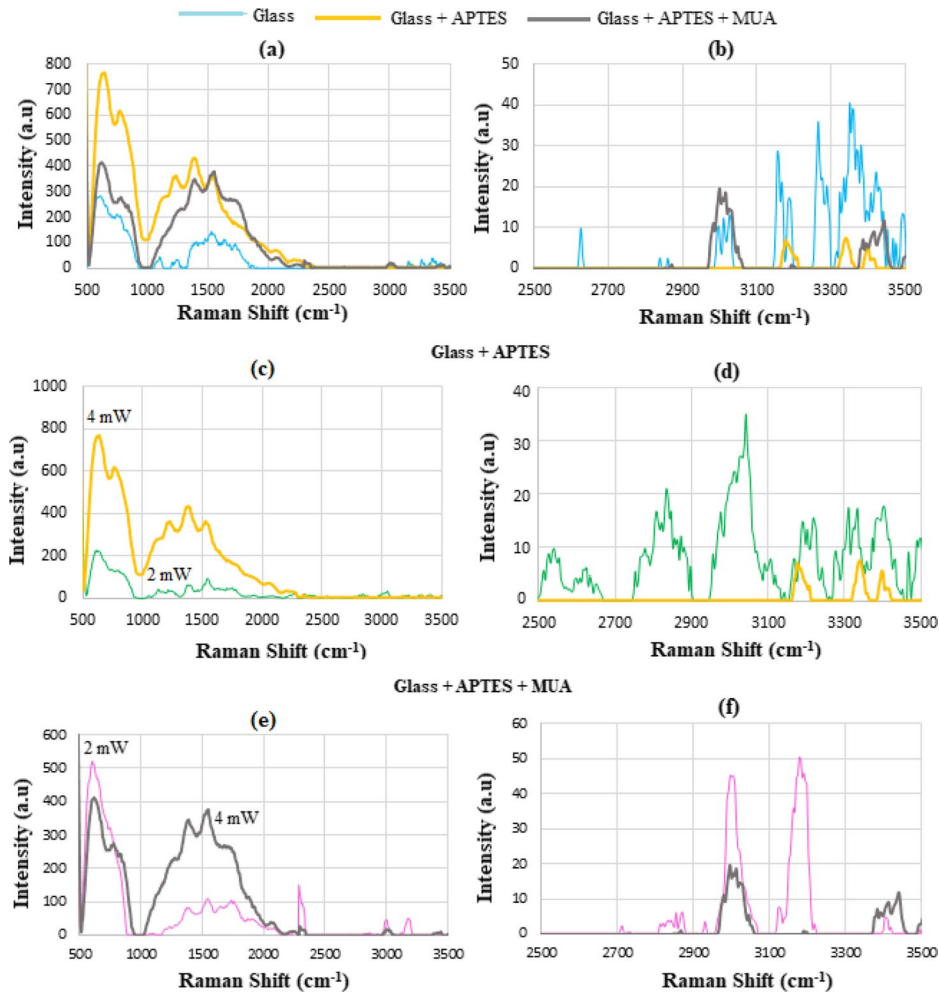 Glass Glass + APTES Glass + APTES + MUA
(a)
800
700
600
500
400
300
200
100
0
500 1000 1500 2000 2500 3000 3500
Intensity (a.u)
Raman Shift (cm-1)
(b)
50
40
30
20
10
0
2500 2700 2900 3100 3300 3500
Intensity (a.u)
Raman Shift (cm-1)
Glass + APTES
(c)
1000
800
600
400
200
0
4 mW
2 mW
500 1000 1500 2000 2500 3000 3500
Intensity (a.u)
Raman Shift (cm-1)
(d)
40
30
20
10
0
2500 2700 2900 3100 3300 3500
Intensity (a.u)
Raman Shift (cm-1)
Glass + APTES + MUA
(e)
600
500
400
300
200
100
0
2 mW
4 mW
500 1000 1500 2000 2500 3000 3500
Intensity (a.u)
Raman Shift (cm-1)
(f)
60
50
40
30
20
10
0
2500 2700 2900 3100 3300 3500
Intensity (a.u)
Raman Shift (cm-1)